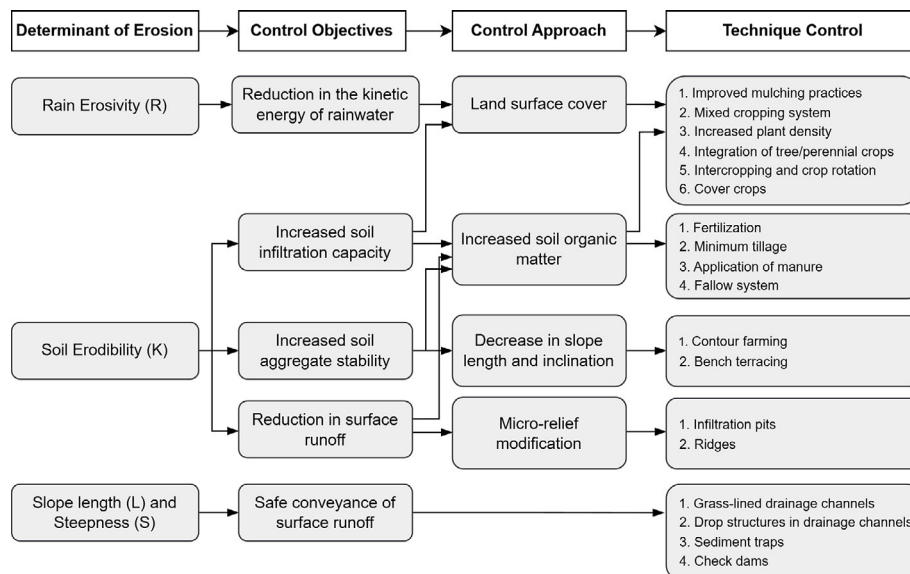 Determinant of Erosion
Control Objectives
Control Approach
Technique Control
Rain Erosivity (R)
Reduction in the kinetic
energy of rainwater
Land surface cover
1. Improved mulching practices
2. Mixed cropping system
3. Increased plant density
4. Integration of tree/perennial crops
5. Intercropping and crop rotation
6. Cover crops
Increased soil
infiltration capacity
Increased soil organic
matter
1. Fertilization
2. Minimum tillage
3. Application of manure
4. Fallow system
Soil Erodibility (K)
Increased soil
aggregate stability
Decrease in slope
length and inclination
1. Contour farming
2. Bench terracing
Reduction in surface
runoff
Micro-relief
modification
1. Infiltration pits
2. Ridges
Slope length (L) and
Steepness (S)
Safe conveyance of
surface runoff
1. Grass-lined drainage channels
2. Drop structures in drainage channels
3. Sediment traps
4. Check dams